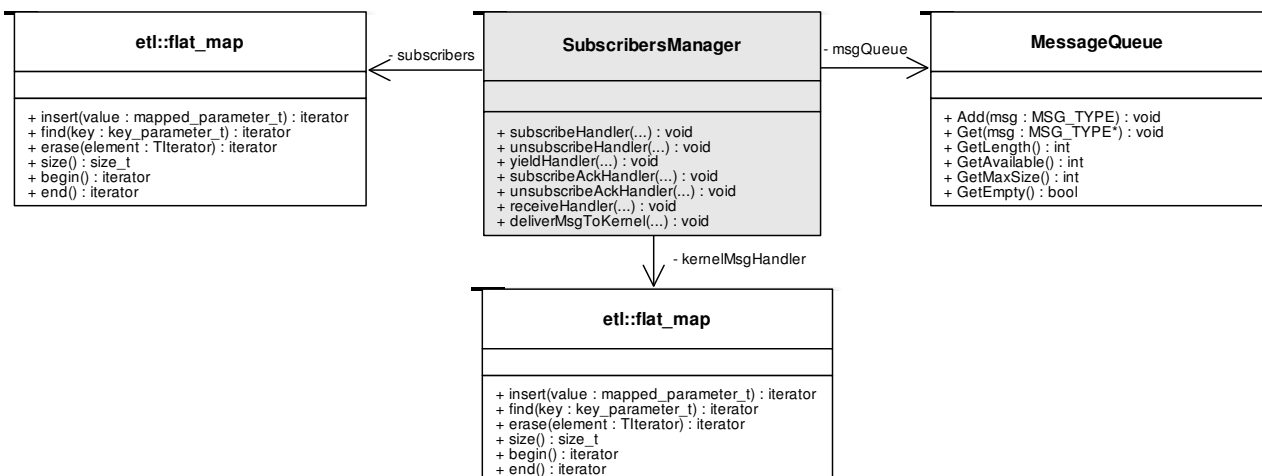 etl::flat_map
+ insert(value : mapped_parameter_t) : iterator
+ find(key : key_parameter_t) : iterator
+ erase(element : TIterator) : iterator
+ size() : size_t
+ begin() : iterator
+ end() : iterator
- subscribers
SubscribersManager
+ subscribeHandler(...) : void
+ unsubscribeHandler(...) : void
+ yieldHandler(...) : void
+ subscribeAckHandler(...) : void
+ unsubscribeAckHandler(...) : void
+ receiveHandler(...) : void
+ deliverMsgToKernel(...) : void
- msgQueue
MessageQueue
+ Add(msg : MSG_TYPE) : void
+ Get(msg : MSG_TYPE*) : void
+ GetLength() : int
+ GetAvailable() : int
+ GetMaxSize() : int
+ GetEmpty() : bool
- kernelMsgHandler
etl::flat_map
+ insert(value : mapped_parameter_t) : iterator
+ find(key : key_parameter_t) : iterator
+ erase(element : TIterator) : iterator
+ size() : size_t
+ begin() : iterator
+ end() : iterator